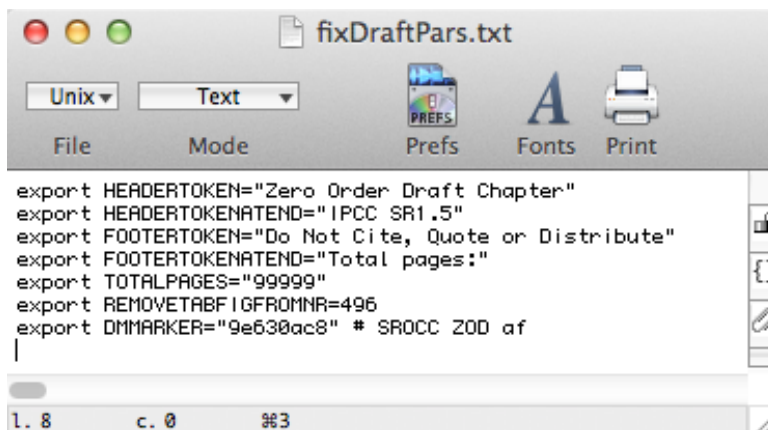 fixDraftPars.txt
Unix Text
PREFS
File Mode Prefs Fonts Print
export HEADERTOKEN="Zero Order Draft Chapter"
export HEADERTOKENATEND="IPCC SR1.5"
export FOOTERTOKEN="Do Not Cite, Quote or Distribute"
export FOOTERTOKENATEND="Total pages:"
export TOTALPAGES="99999"
export REMOVETABFIGFROMNR=496
export DMMARKER="9e630ac8" # SROCC ZOD af
l. 8 c. 0 ⌘3